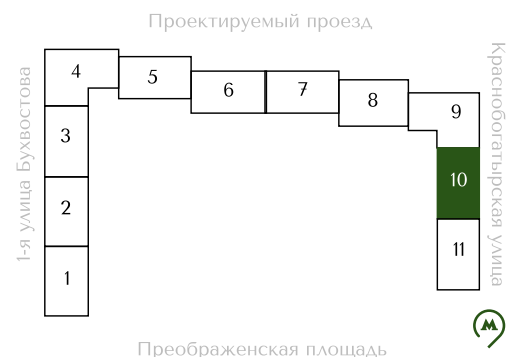 Проектируемый проезд
1-я улица Бухвостова
Краснобогатырская улица
4
5
6
7
8
9
3
10
2
11
1
М
Преображенская площадь